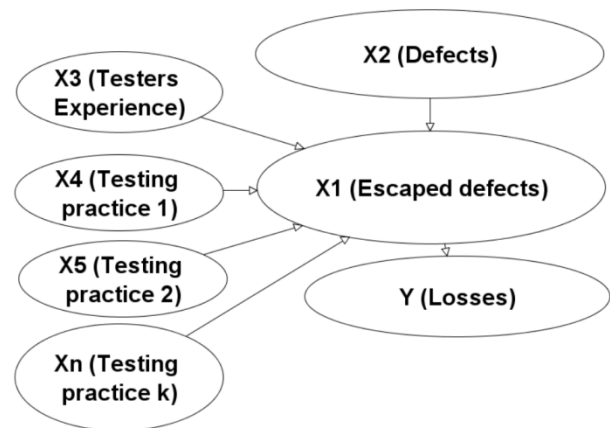 X2 (Defects)
X3 (Testers
Experience)
X4 (Testing
practice 1)
X1 (Escaped defects)
X5 (Testing
practice 2)
Y (Losses)
Xn (Testing
practice k)